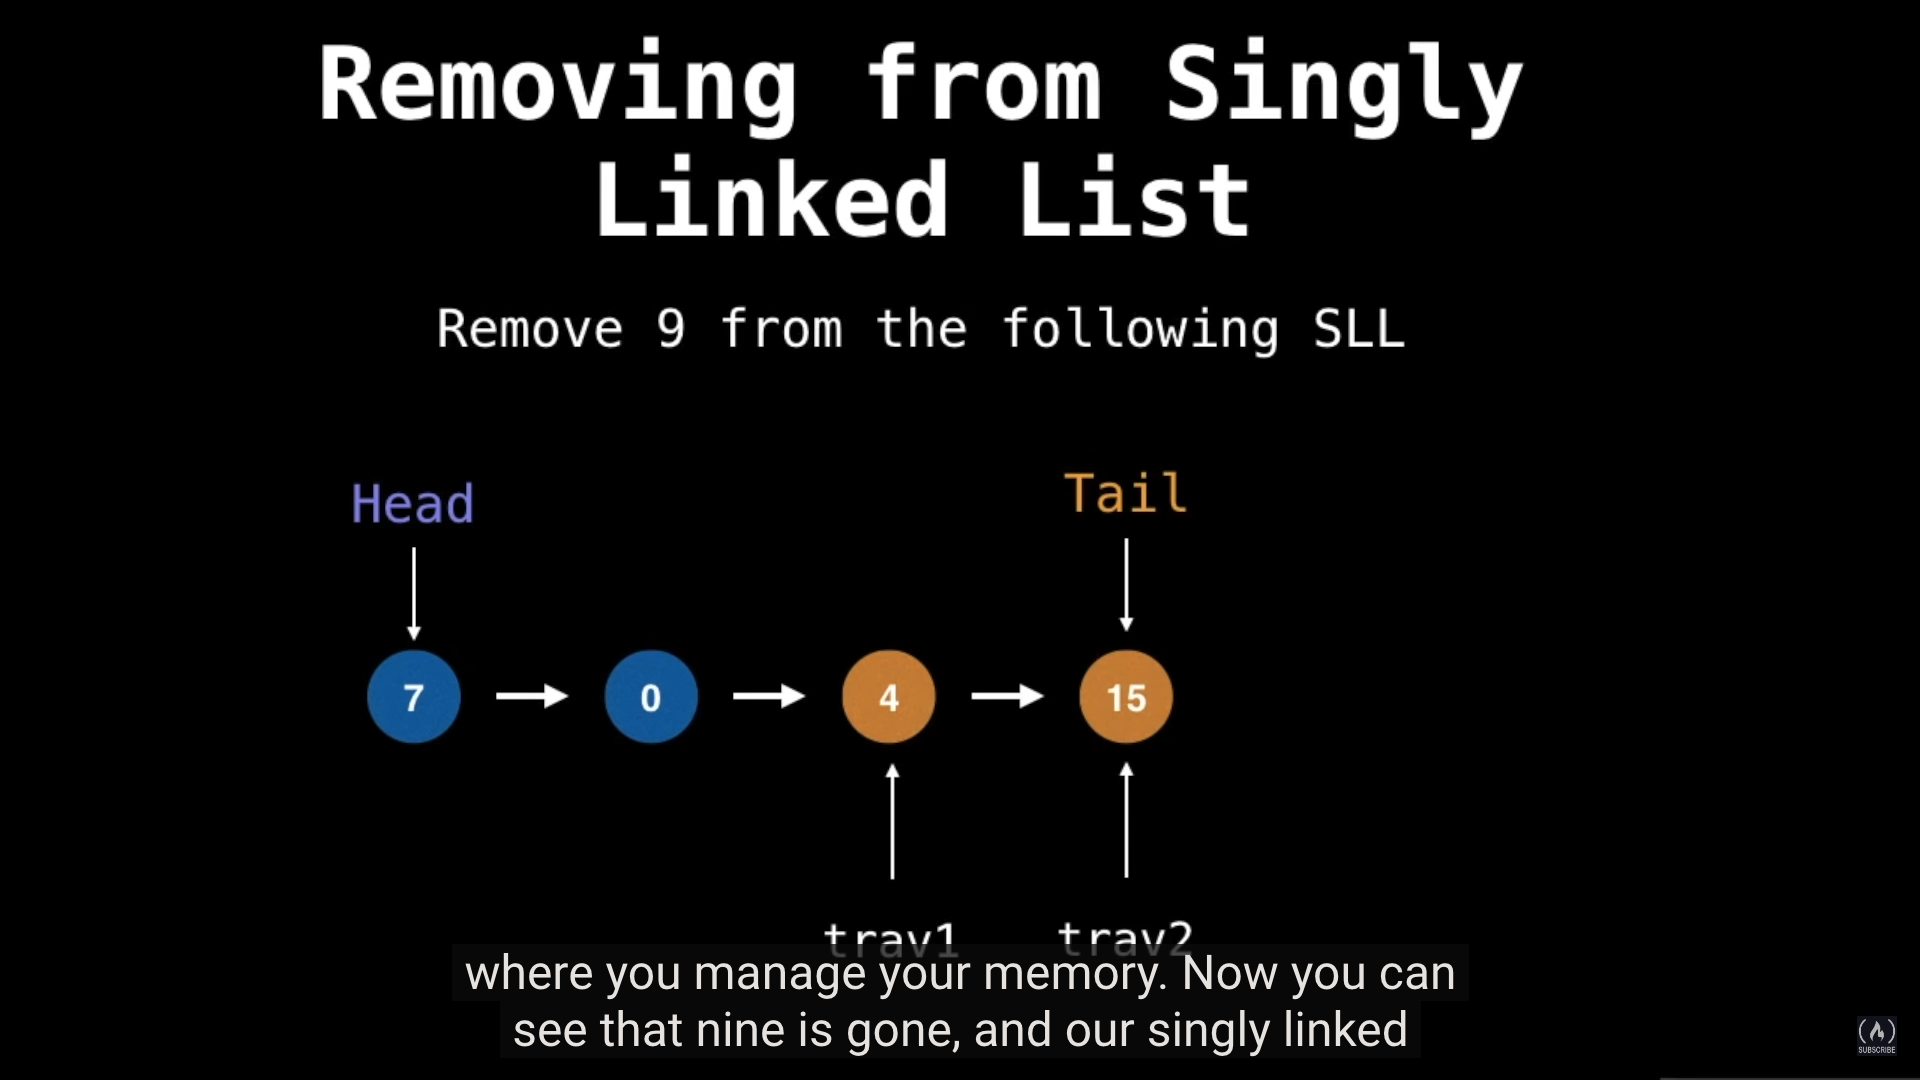 Removing from Singly
Linked List
Remove 9 from the following SLL
Head
Tail
7
0
4
15
trav1
trav2
where you manage your memory. Now you can
see that nine is gone, and our singly linked
SUBSCRIBE